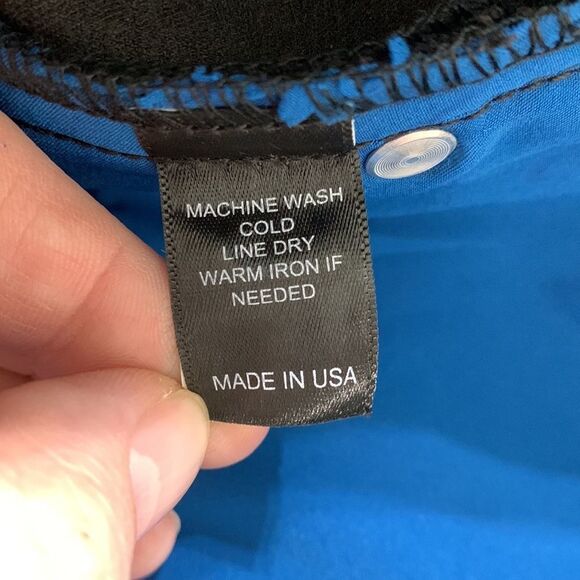 MACHINE WASH
COLD
LINE DRY
WARM IRON IF
NEEDED
MADE IN USA